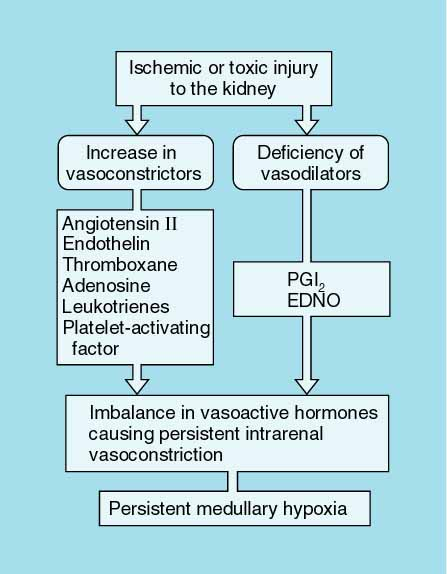 Ischemic or toxic injury
to the kidney
Increase in
vasoconstrictors
Deficiency of
vasodilators
Angiotensin II
Endothelin
Thromboxane
Adenosine
Leukotrienes
Platelet-activating
factor
PGI₂
EDNO
Imbalance in vasoactive hormones
causing persistent intrarenal
vasoconstriction
Persistent medullary hypoxia